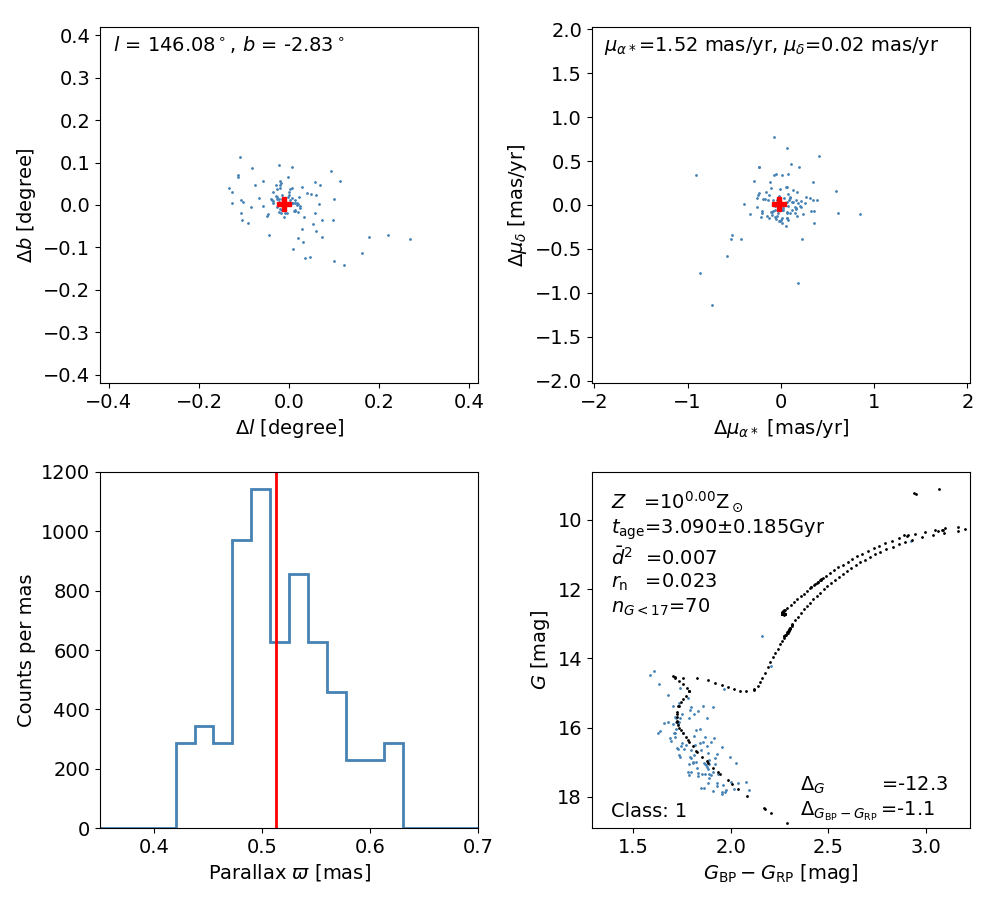 l = 146.08°, b = -2.83°
0.4
0.3
0.2
0.1
0.0
−0.1
−0.2
−0.3
−0.4
−0.4 −0.2 0.0 0.2 0.4
Δl [degree]
Δb [degree]
μα∗=1.52 mas/yr, μδ=0.02 mas/yr
2.0
1.5
1.0
0.5
0.0
−0.5
−1.0
−1.5
−2.0
−2 −1 0 1 2
Δμα∗ [mas/yr]
Δμδ [mas/yr]
1200
1000
800
600
400
200
0
0.4 0.5 0.6 0.7
Parallax ϖ [mas]
Counts per mas
Z =10^0.00Z⊙
tage=3.090±0.185Gyr
d̄2 =0.007
rn =0.023
nG<17=70
10
12
14
16
18
ΔG =-12.3
ΔGBP−GRP=-1.1
Class: 1
1.5 2.0 2.5 3.0
GBP − GRP [mag]
G [mag]